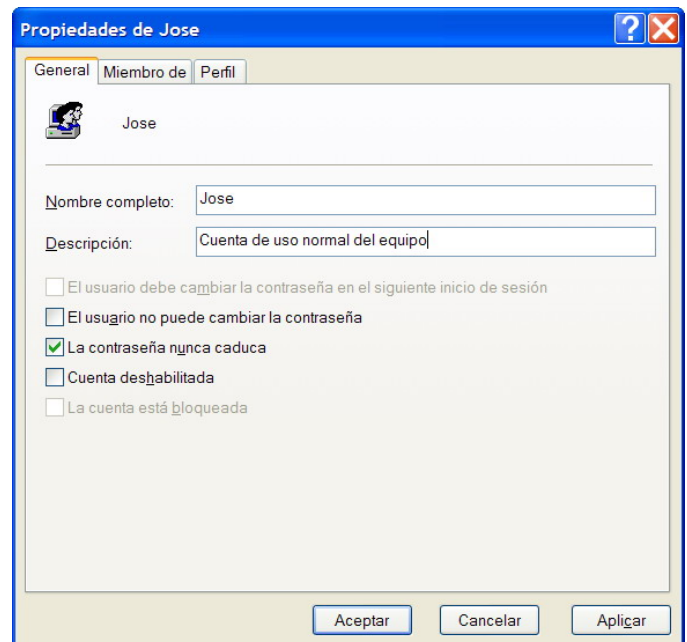 Propiedades de Jose
General Miembro de Perfil
Jose
Nombre completo: Jose
Descripción: Cuenta de uso normal del equipo
El usuario debe cambiar la contraseña en el siguiente inicio de sesión
El usuario no puede cambiar la contraseña
La contraseña nunca caduca
Cuenta deshabilitada
La cuenta está bloqueada
Aceptar Cancelar Aplicar